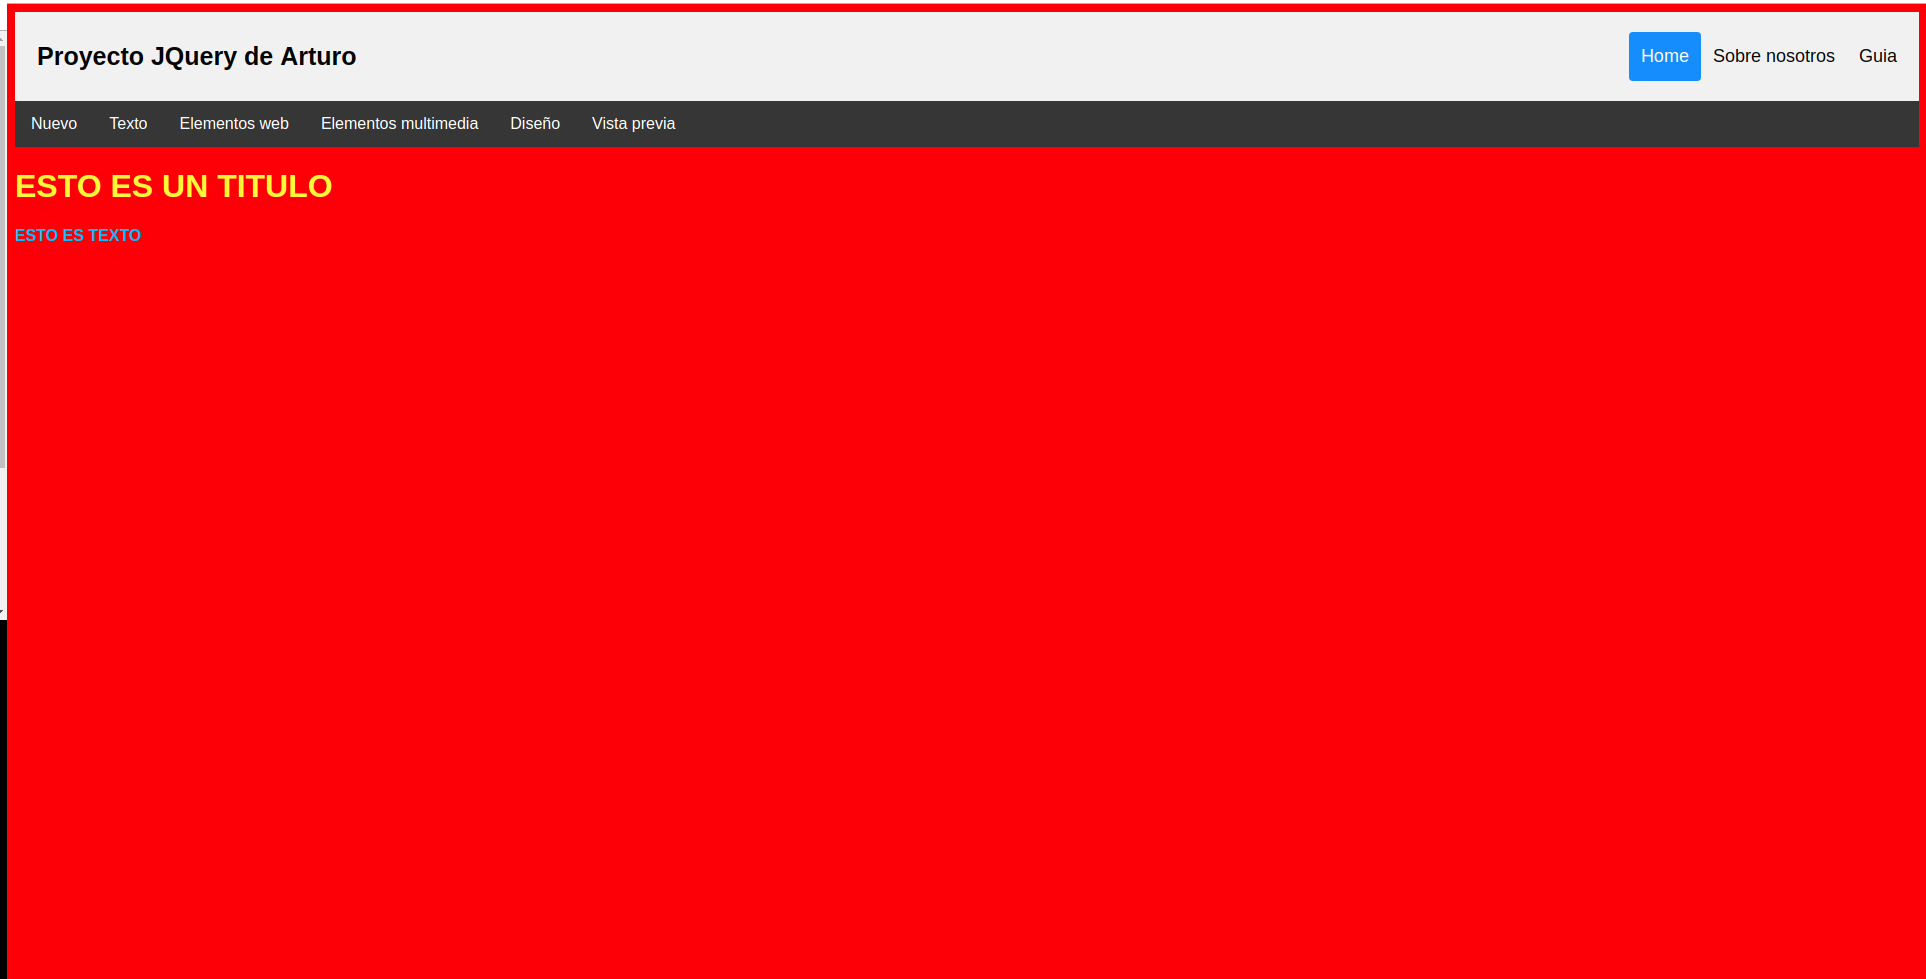 Proyecto JQuery de Arturo
Home Sobre nosotros Guia
Nuevo Texto Elementos web Elementos multimedia Diseño Vista previa
ESTO ES UN TITULO
ESTO ES TEXTO